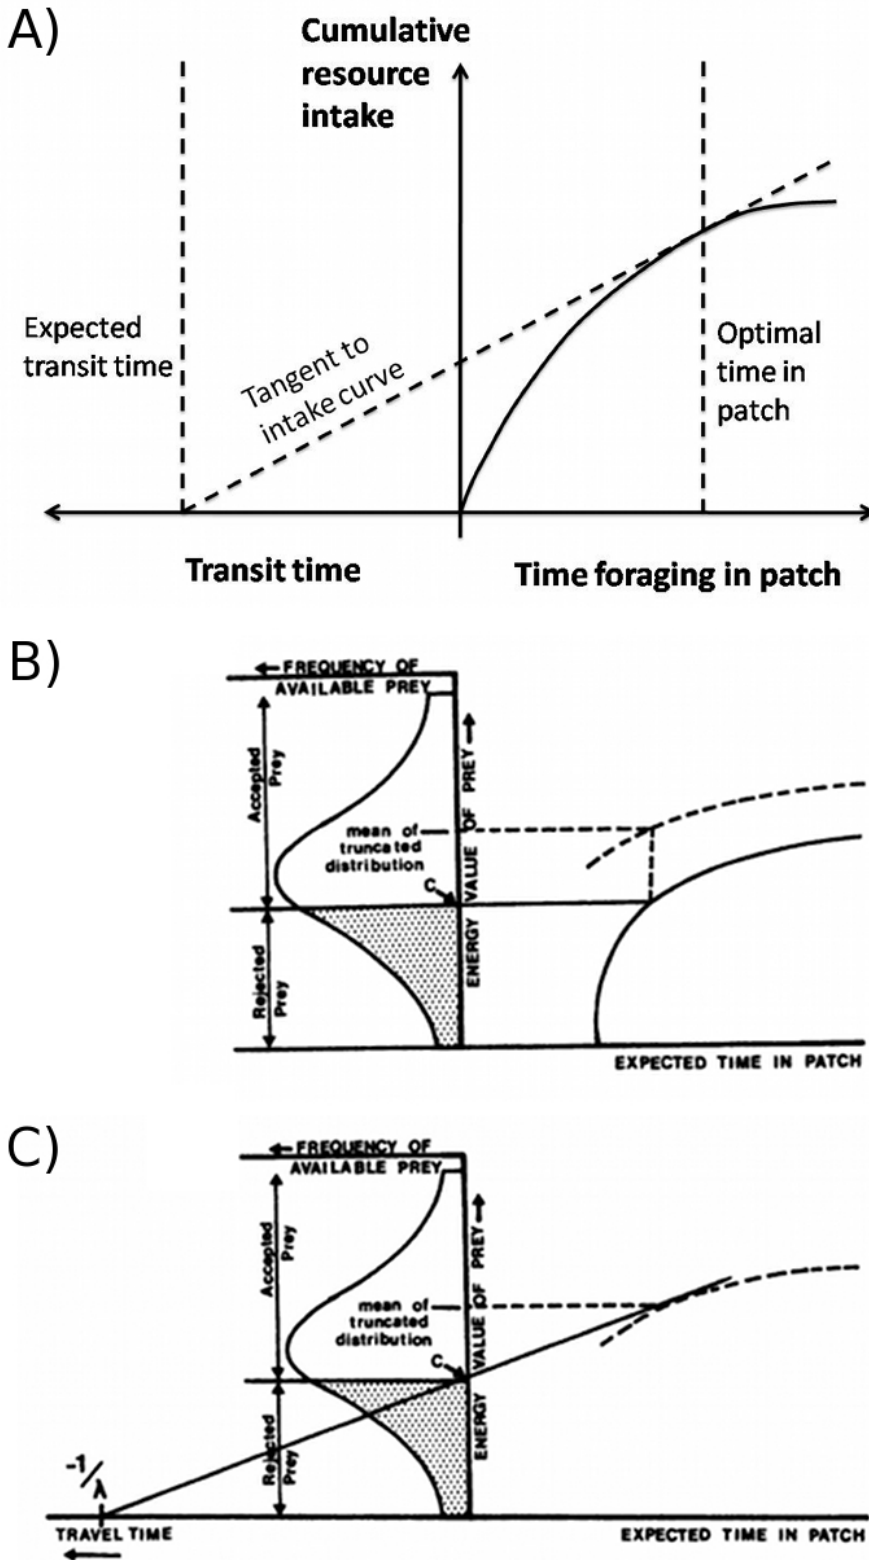 A)
Cumulative
resource
intake
Expected
transit time
Tangent to
intake curve
Optimal
time in
patch
Transit time
Time foraging in patch
B)
←FREQUENCY OF
AVAILABLE PREY
Accepted
Prey
mean of
truncated
distribution
C
ENERGY VALUE OF PREY→
Rejected
Prey
EXPECTED TIME IN PATCH
C)
←FREQUENCY OF
AVAILABLE PREY
Accepted
Prey
mean of
truncated
distribution
C
ENERGY VALUE OF PREY→
Rejected
Prey
-1/λ
TRAVEL TIME
←
EXPECTED TIME IN PATCH